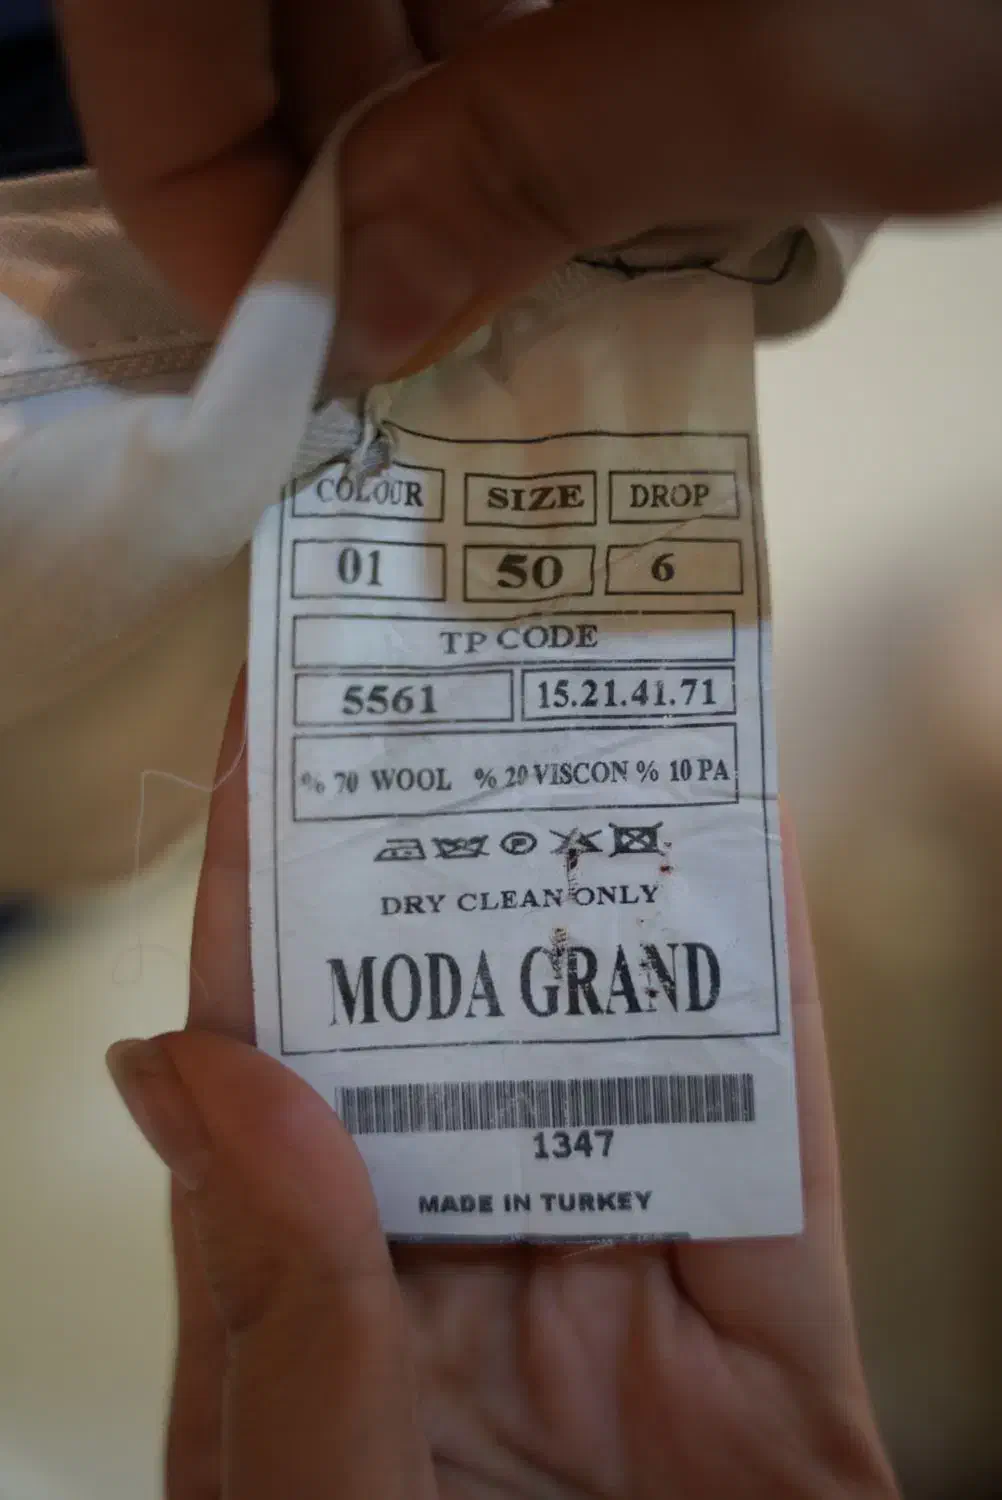 COLOUR SIZE DROP
01 50 6
TP CODE
5561 15.21.41.71
% 70 WOOL % 20 VISCON % 10 PA
P
DRY CLEAN ONLY
MODA GRAND
1347
MADE IN TURKEY